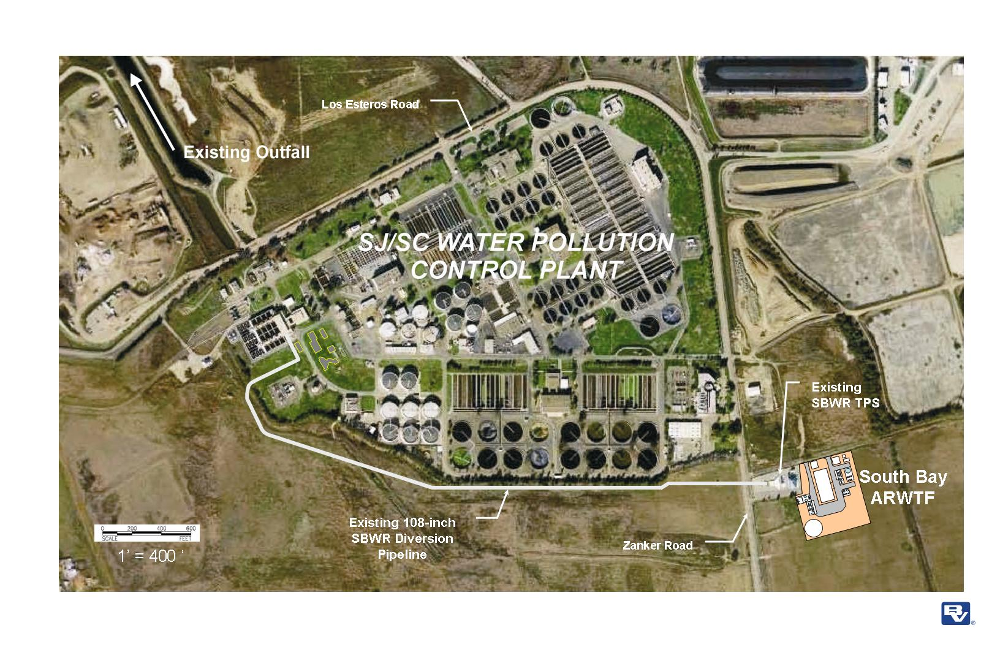 Los Esteros Road
Existing Outfall
SJ/SC WATER POLLUTION
CONTROL PLANT
Existing
SBWR TPS
South Bay
ARWTF
Existing 108-inch
SBWR Diversion
Pipeline
Zanker Road
0 200 400 600
SCALE FEET
1' = 400 '
BV ®